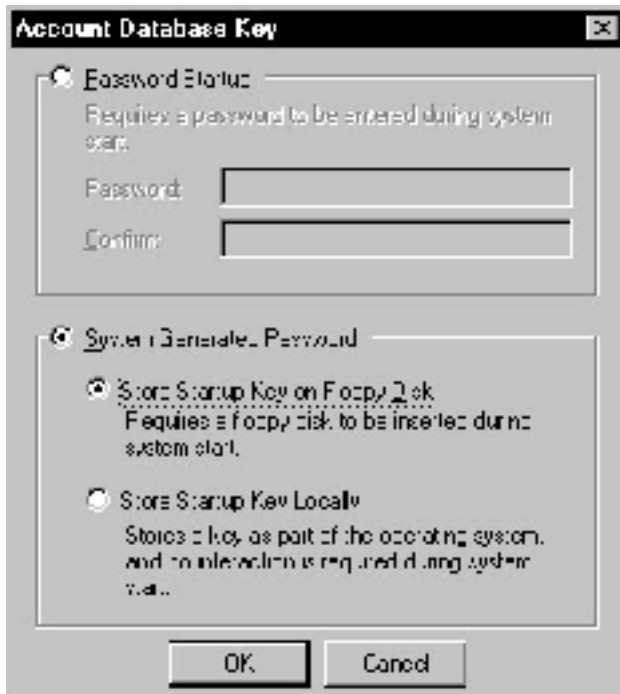 Account Database Key
Password Startup
Requires a password to be entered during system
start.
Password:
Confirm:
System Generated Password
Store Startup Key on Floppy Disk
Requires a floppy disk to be inserted during
system start.
Store Startup Key Locally
Stores a key as part of the operating system,
and no interaction is required during system
start.
OK
Cancel